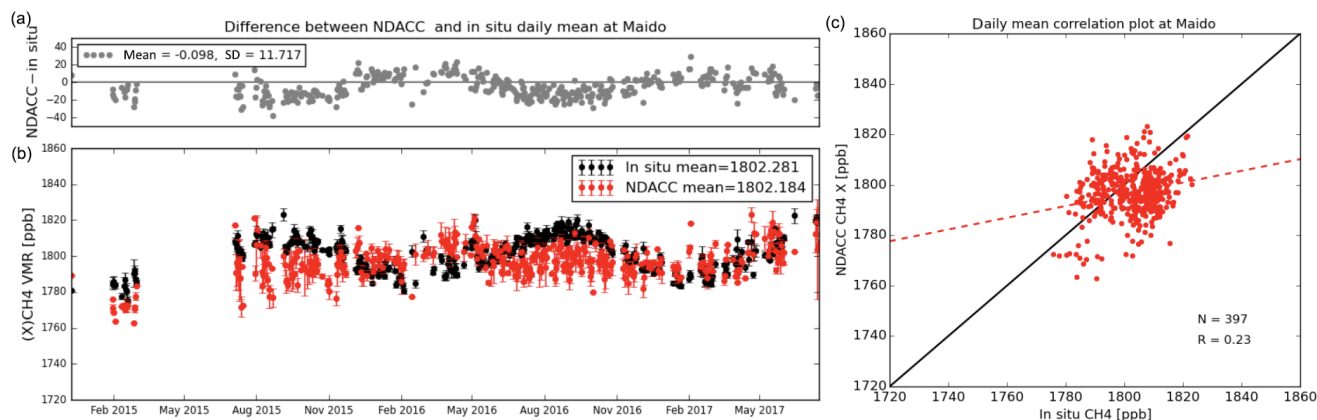 (a)
Difference between NDACC and in situ daily mean at Maido
NDACC−in situ
40
20
0
−20
−40
Mean = -0.098, SD = 11.717
(b)
(X)CH4 VMR [ppb]
1860
1840
1820
1800
1780
1760
1740
1720
In situ mean=1802.281
NDACC mean=1802.184
Feb 2015 May 2015 Aug 2015 Nov 2015 Feb 2016 May 2016 Aug 2016 Nov 2016 Feb 2017 May 2017
(c)
Daily mean correlation plot at Maido
NDACC CH4 X [ppb]
1860
1840
1820
1800
1780
1760
1740
1720
N = 397
R = 0.23
1720 1740 1760 1780 1800 1820 1840 1860
In situ CH4 [ppb]